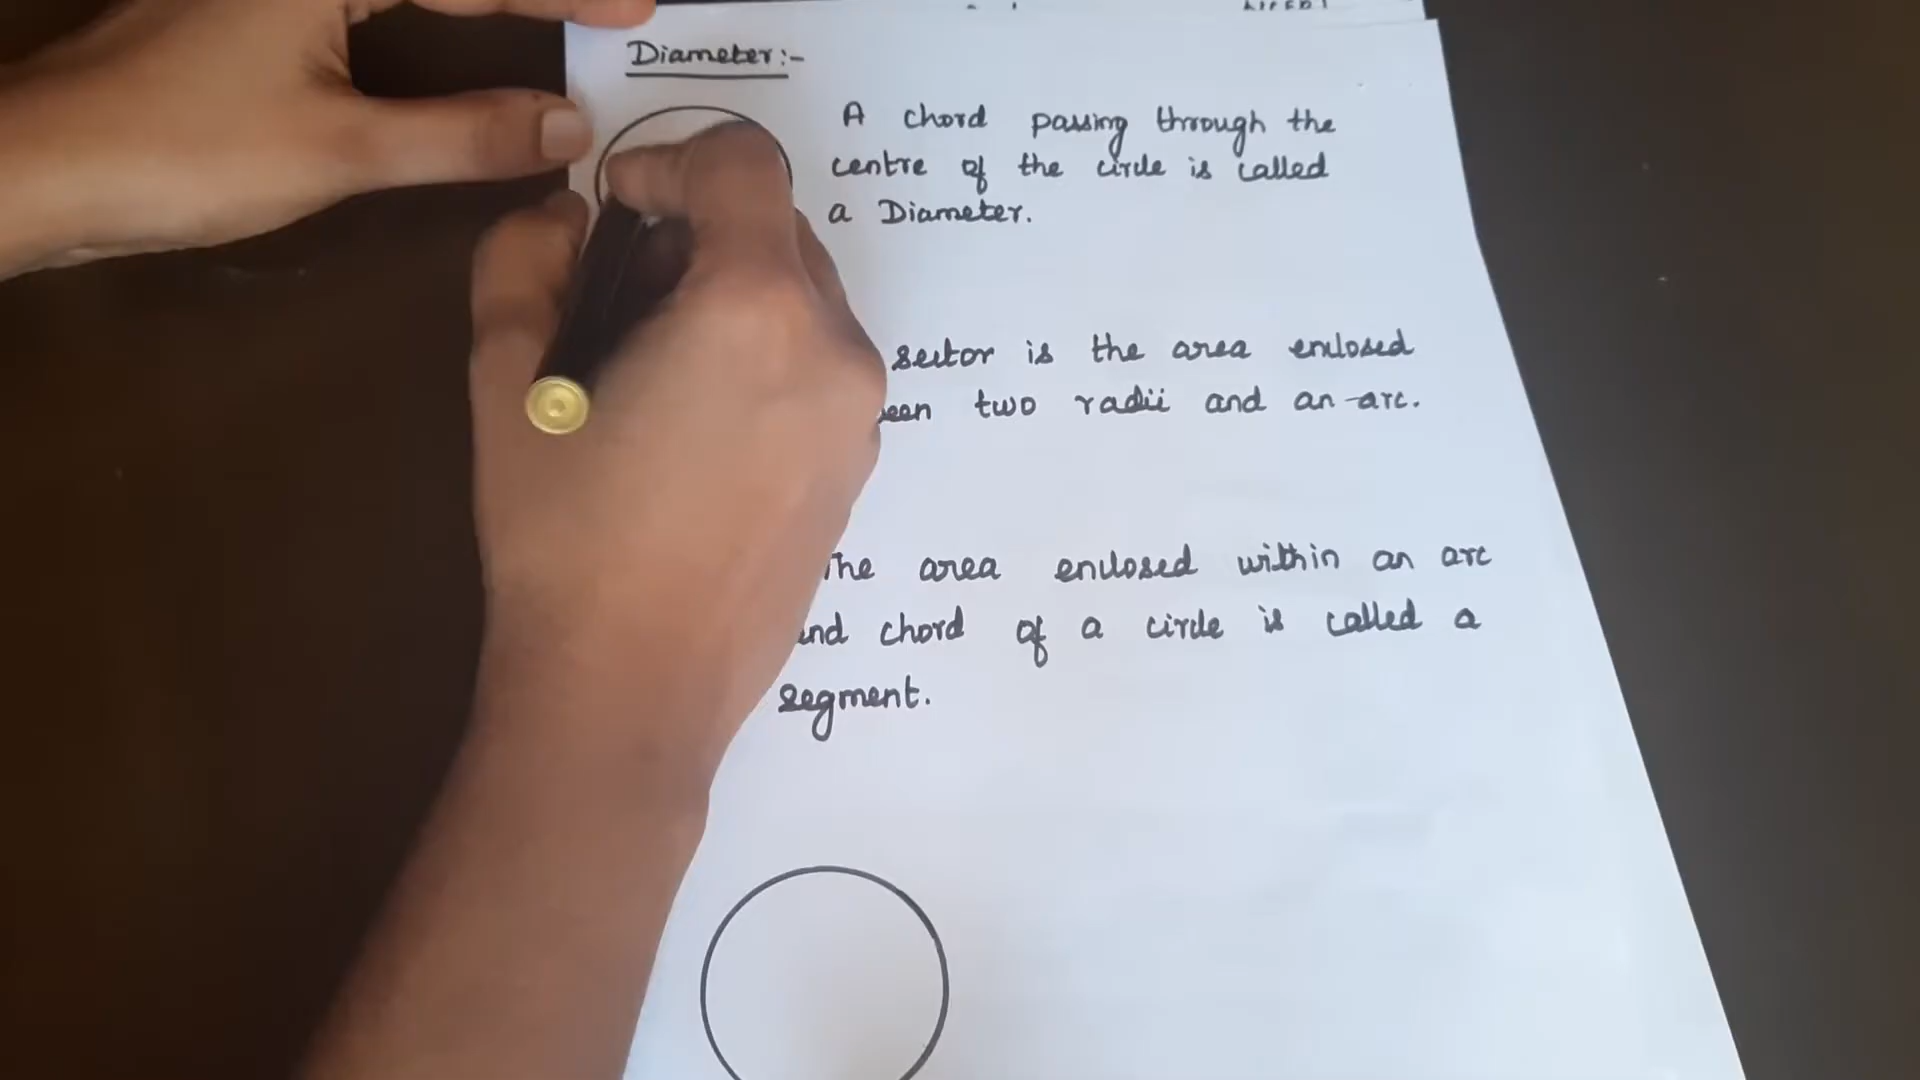 Diameter:-
A chord passing through the
centre of the circle is called
a Diameter.
sector is the area enclosed
two radii and an arc.
The area enclosed within an arc
and chord of a circle is called a
segment.